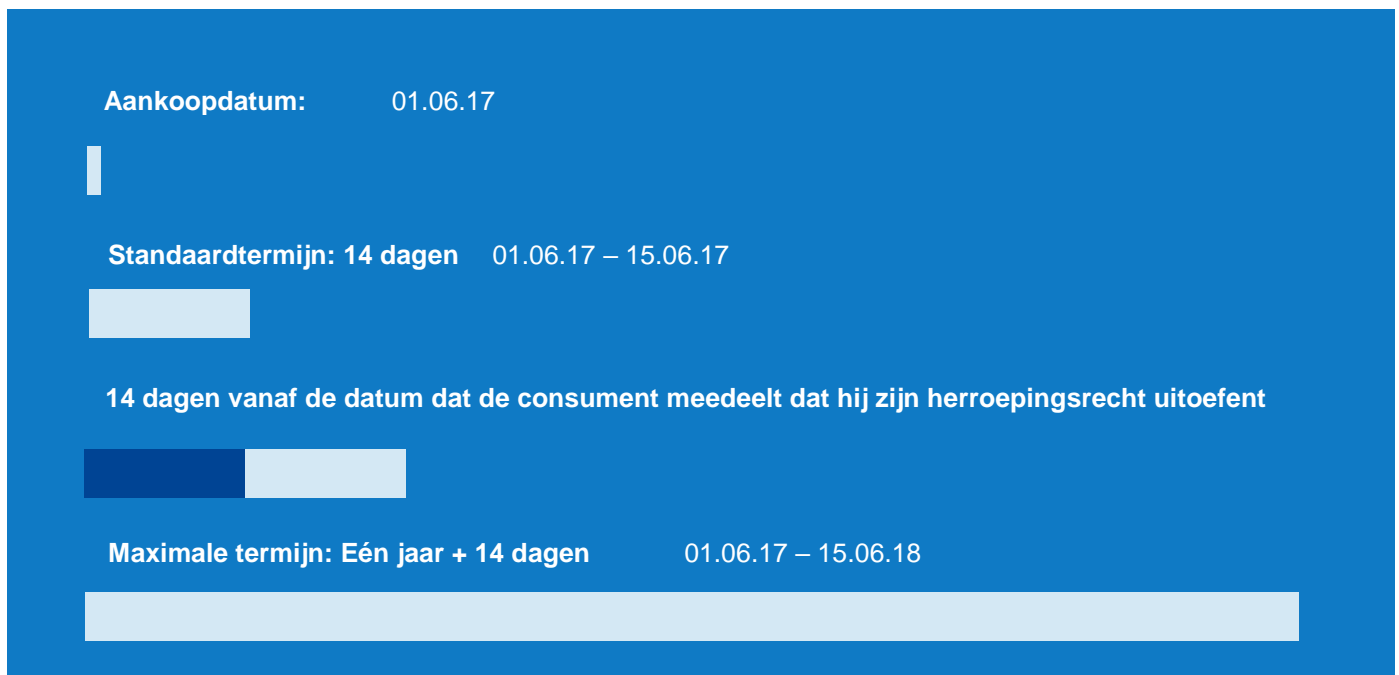 Aankoopdatum: 01.06.17
Standaardtermijn: 14 dagen 01.06.17 – 15.06.17
14 dagen vanaf de datum dat de consument meedeelt dat hij zijn herroepingsrecht uitoefent
Maximale termijn: Eén jaar + 14 dagen 01.06.17 – 15.06.18